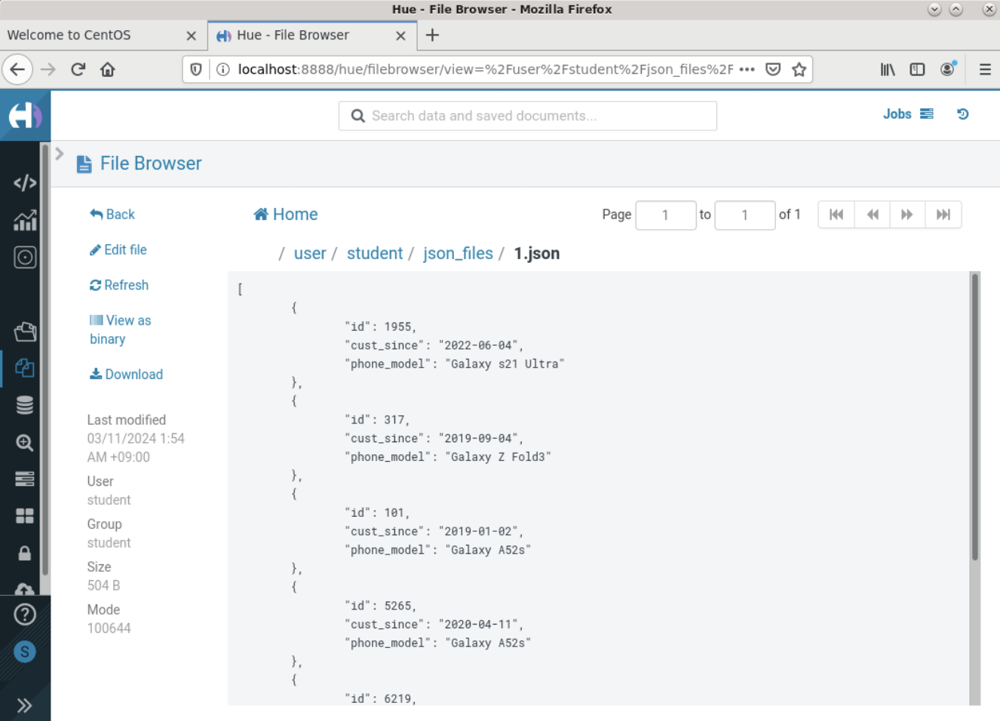 Hue - File Browser - Mozilla Firefox
Welcome to CentOS
Hue - File Browser
localhost:8888/hue/filebrowser/view=%2Fuser%2Fstudent%2Fjson_files%2F
Search data and saved documents...
Jobs
File Browser
Back
Edit file
Refresh
View as
binary
Download
Last modified
03/11/2024 1:54
AM +09:00
User
student
Group
student
Size
504 B
Mode
100644
S
Home
Page 1 to 1 of 1
/ user / student / json_files / 1.json
[
{
"id": 1955,
"cust_since": "2022-06-04",
"phone_model": "Galaxy s21 Ultra"
},
{
"id": 317,
"cust_since": "2019-09-04",
"phone_model": "Galaxy Z Fold3"
},
{
"id": 101,
"cust_since": "2019-01-02",
"phone_model": "Galaxy A52s"
},
{
"id": 5265,
"cust_since": "2020-04-11",
"phone_model": "Galaxy A52s"
},
{
"id": 6219,